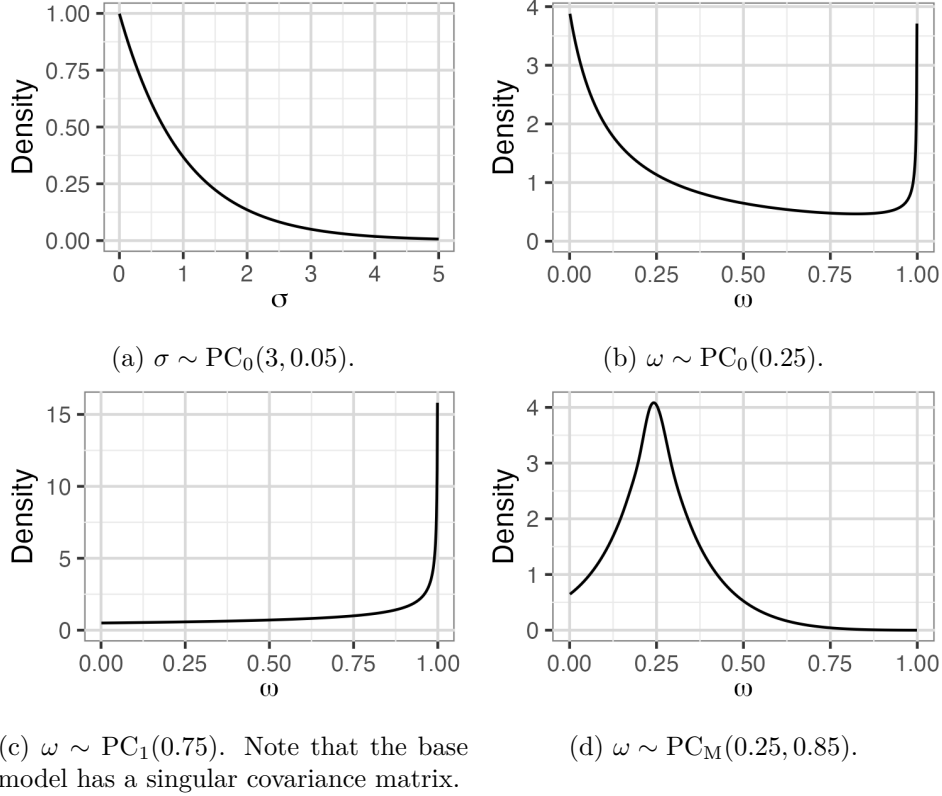 1.00
0.75
0.50
0.25
0.00
Density
0 1 2 3 4 5
σ
(a) σ ∼ PC₀(3, 0.05).
4
3
2
1
0
Density
0.00 0.25 0.50 0.75 1.00
ω
(b) ω ∼ PC₀(0.25).
15
10
5
0
Density
0.00 0.25 0.50 0.75 1.00
ω
(c) ω ∼ PC₁(0.75). Note that the base
model has a singular covariance matrix.
4
3
2
1
0
Density
0.00 0.25 0.50 0.75 1.00
ω
(d) ω ∼ PC_M(0.25, 0.85).